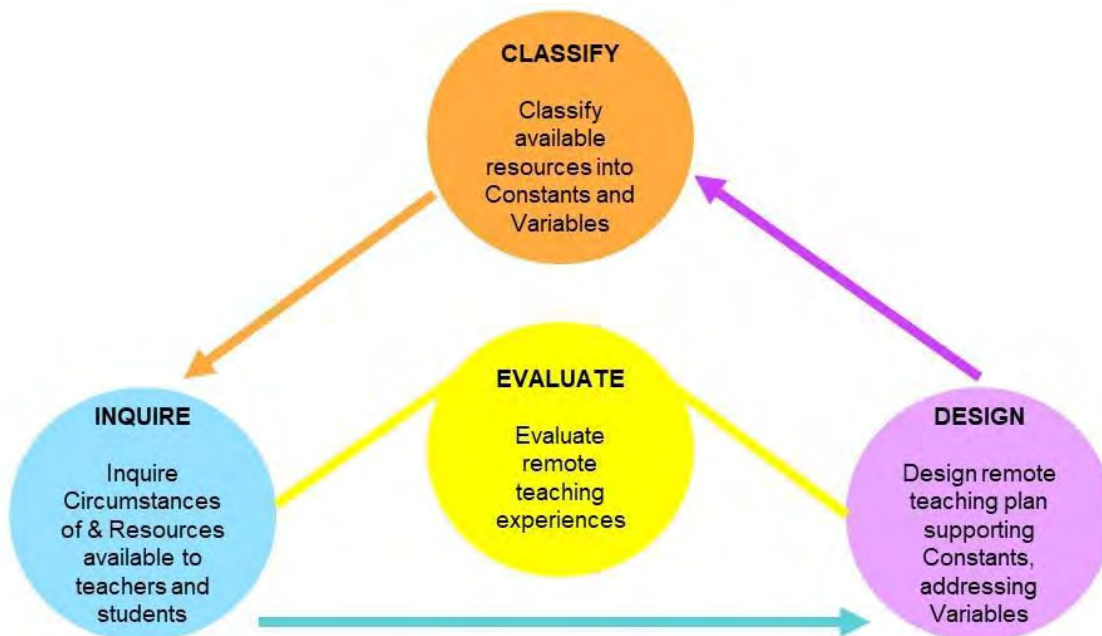 CLASSIFY
Classify
available
resources into
Constants and
Variables
EVALUATE
Evaluate
remote
teaching
experiences
INQUIRE
Inquire
Circumstances
of & Resources
available to
teachers and
students
DESIGN
Design remote
teaching plan
supporting
Constants,
addressing
Variables